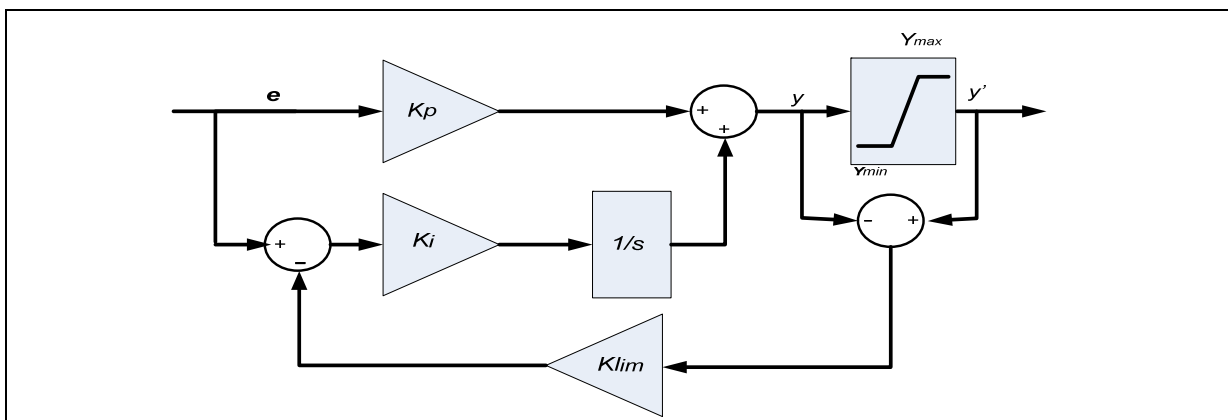 Ymax
e
Kp
+
+
y
y'
Ymin
- +
+
-
Ki
1/s
Klim